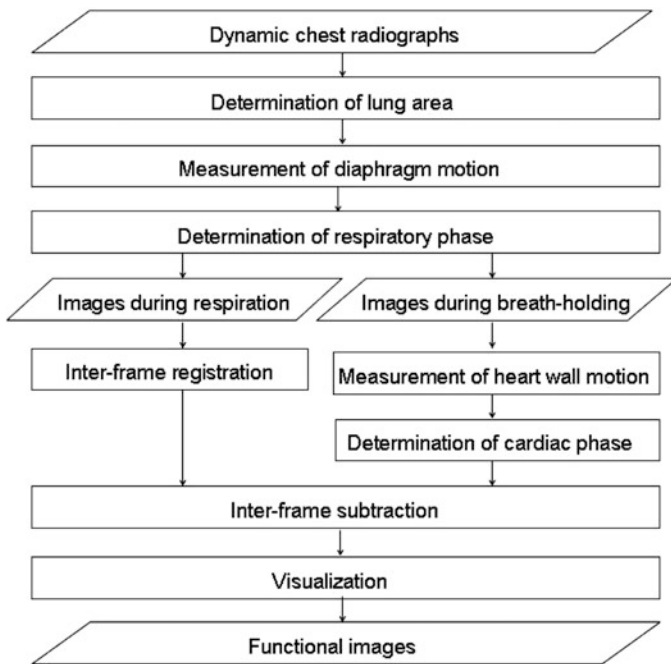 Dynamic chest radiographs
Determination of lung area
Measurement of diaphragm motion
Determination of respiratory phase
Images during respiration
Images during breath-holding
Inter-frame registration
Measurement of heart wall motion
Determination of cardiac phase
Inter-frame subtraction
Visualization
Functional images